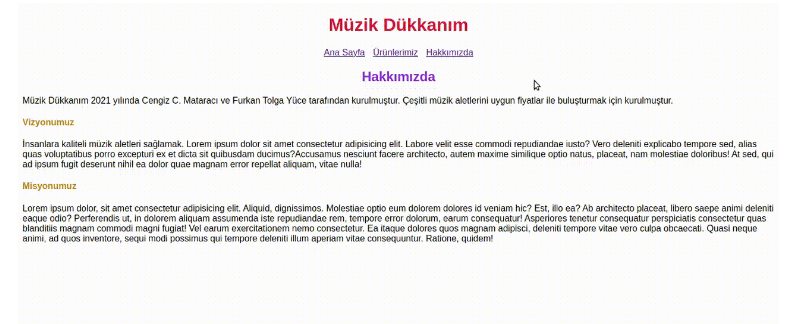 Müzik Dükkanım
Ana Sayfa Ürünlerimiz Hakkımızda
Hakkımızda
Müzik Dükkanım 2021 yılında Cengiz C. Mataracı ve Furkan Tolga Yüce tarafından kurulmuştur. Çeşitli müzik aletlerini uygun fiyatlar ile buluşturmak için kurulmuştur.
Vizyonumuz
İnsanlara kaliteli müzik aletleri sağlamak. Lorem ipsum dolor sit amet consectetur adipisicing elit. Labore velit esse commodi repudiandae iusto? Vero deleniti explicabo tempore sed, alias
quas voluptatibus porro excepturi ex et dicta sit quibusdam ducimus?Accusamus nesciunt facere architecto, autem maxime similique optio natus, placeat, nam molestiae doloribus! At sed, qui
ad ipsum fugit deserunt nihil ea dolor quae magnam error repellat aliquam, vitae nulla!
Misyonumuz
Lorem ipsum dolor, sit amet consectetur adipisicing elit. Aliquid, dignissimos. Molestiae optio eum dolorem dolores id veniam hic? Est, illo ea? Ab architecto placeat, libero saepe animi deleniti
eaque odio? Perferendis ut, in dolorem aliquam assumenda iste repudiandae rem, tempore error dolorum, earum consequatur! Asperiores tenetur consequatur perspiciatis consectetur quas
blanditiis magnam commodi magni fugiat! Vel earum exercitationem nemo consectetur. Ea itaque dolores quos magnam adipisci, deleniti tempore vitae vero culpa obcaecati. Quasi neque
animi, ad quos inventore, sequi modi possimus qui tempore deleniti illum aperiam vitae consequuntur. Ratione, quidem!